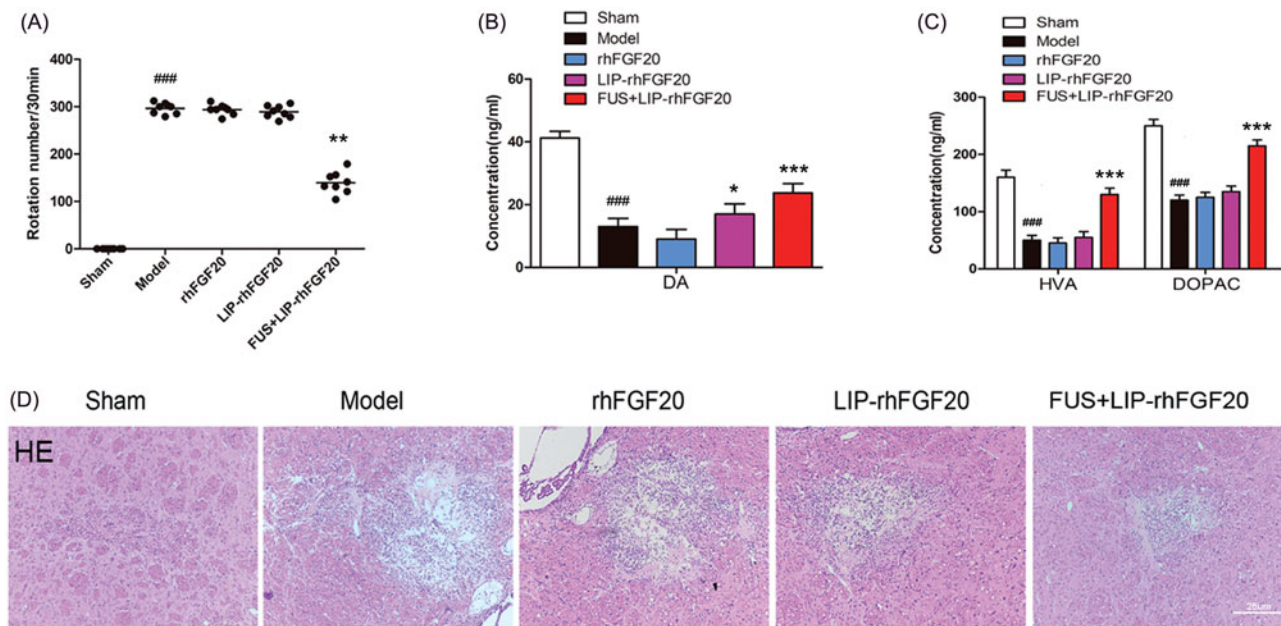 (A)
Rotation number/30min
400
300
200
100
0
###
**
Sham
Model
rhFGF20
LIP-rhFGF20
FUS+LIP-rhFGF20
(B)
Sham
Model
rhFGF20
LIP-rhFGF20
FUS+LIP-rhFGF20
Concentration(ng/ml)
60
40
20
0
###
*
***
DA
(C)
Sham
Model
rhFGF20
LIP-rhFGF20
FUS+LIP-rhFGF20
Concentration(ng/ml)
300
200
100
0
###
***
###
***
HVA DOPAC
(D) Sham Model rhFGF20 LIP-rhFGF20 FUS+LIP-rhFGF20
HE
25um